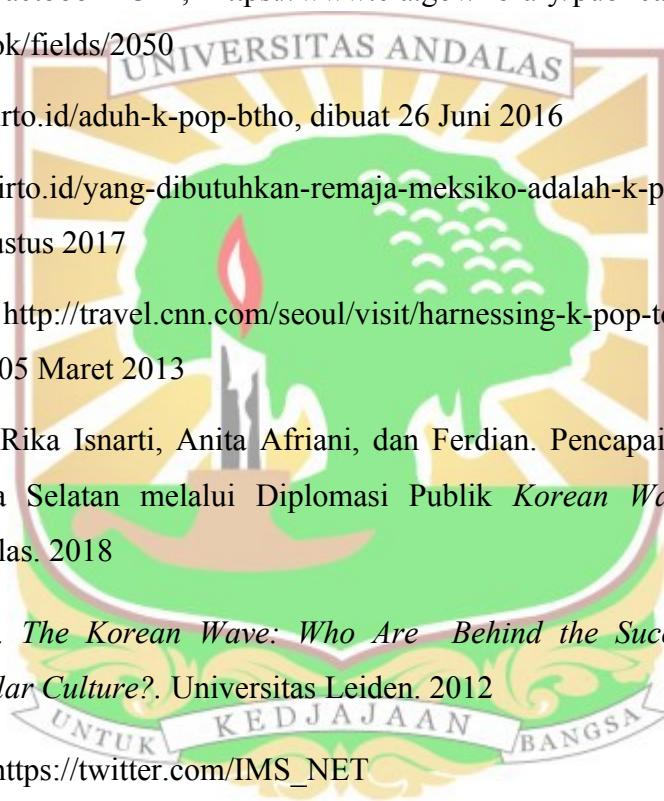 ok/fields/2050
UNIVERSITAS ANDALAS
irto.id/aduh-k-pop-btho, dibuat 26 Juni 2016
irto.id/yang-dibutuhkan-remaja-meksiko-adalah-k-p
ustus 2017
http://travel.cnn.com/seoul/visit/harnessing-k-pop-to
05 Maret 2013
Rika Isnarti, Anita Afriani, dan Ferdian. Pencapai
a Selatan melalui Diplomasi Publik Korean Wa
las. 2018
. The Korean Wave: Who Are Behind the Succ
lar Culture?. Universitas Leiden. 2012
UNTUK KEDJAJAAN BANGSA
https://twitter.com/IMS_NET